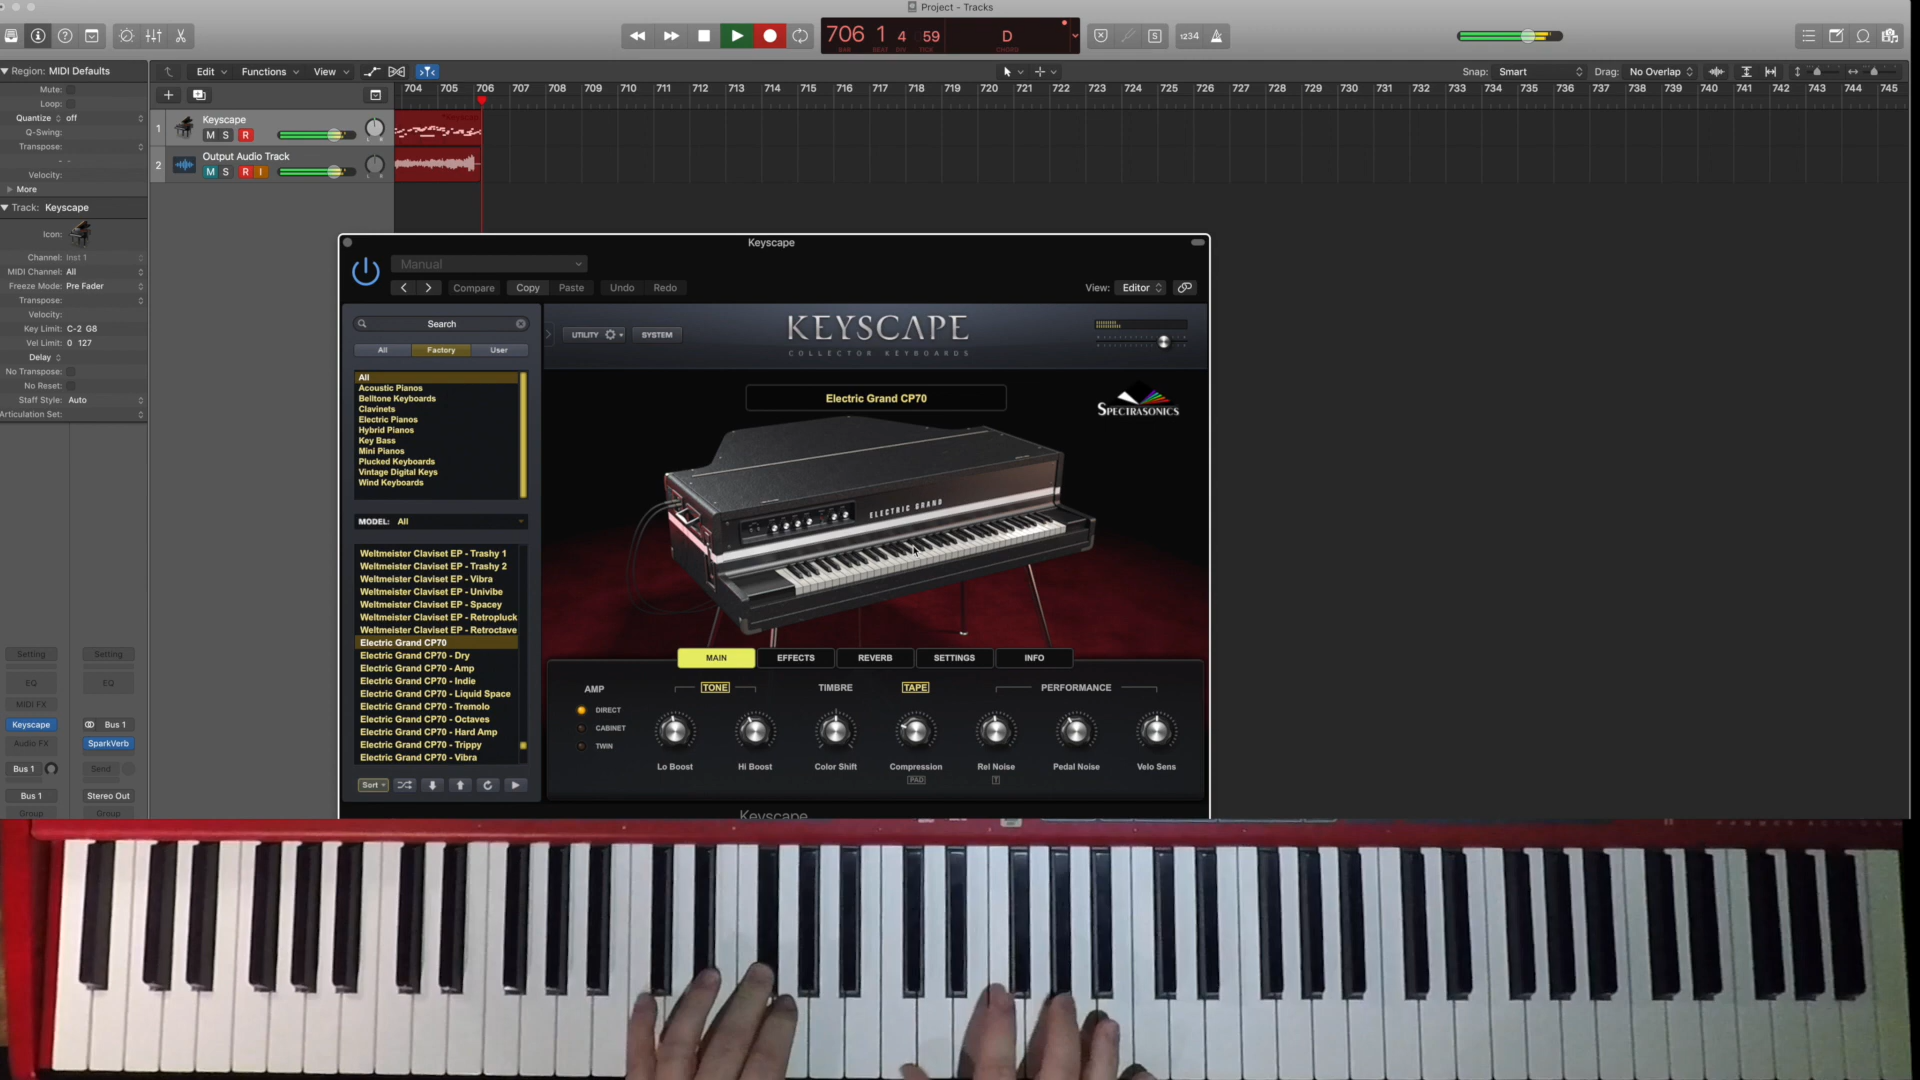 Project - Tracks
706 1 4 59 D
BAR BEAT DIV TICK CHORD
S 1234
Region: MIDI Defaults
Edit Functions View
Snap: Smart Drag: No Overlap
Mute:
Loop:
Quantize off
Q-Swing:
Transpose:
Velocity:
More
Track: Keyscape
Icon:
Channel: Inst 1
MIDI Channel: All
Freeze Mode: Pre Fader
Transpose:
Velocity:
Key Limit: C-2 G8
Vel Limit: 0 127
Delay
No Transpose:
No Reset:
Staff Style: Auto
Articulation Set:
704 705 706 707 708 709 710 711 712 713 714 715 716 717 718 719 720 721 722 723 724 725 726 727 728 729 730 731 732 733 734 735 736 737 738 739 740 741 742 743 744 745
1 Keyscape
M S R
L R
2 Output Audio Track
M S R I
L R
Setting Setting
EQ EQ
MIDI FX
Keyscape Bus 1
Audio FX SparkVerb
Bus 1 Send
Bus 1 Stereo Out
Group Group
Keyscape
Manual
Compare Copy Paste Undo Redo
View: Editor
Search
All Factory User
All
Acoustic Pianos
Belltone Keyboards
Clavinets
Electric Pianos
Hybrid Pianos
Key Bass
Mini Pianos
Plucked Keyboards
Vintage Digital Keys
Wind Keyboards
MODEL: All
Weltmeister Claviset EP - Trashy 1
Weltmeister Claviset EP - Trashy 2
Weltmeister Claviset EP - Vibra
Weltmeister Claviset EP - Univibe
Weltmeister Claviset EP - Spacey
Weltmeister Claviset EP - Retropluck
Weltmeister Claviset EP - Retroctave
Electric Grand CP70
Electric Grand CP70 - Dry
Electric Grand CP70 - Amp
Electric Grand CP70 - Indie
Electric Grand CP70 - Liquid Space
Electric Grand CP70 - Tremolo
Electric Grand CP70 - Octaves
Electric Grand CP70 - Hard Amp
Electric Grand CP70 - Trippy
Electric Grand CP70 - Vibra
Sort
UTILITY SYSTEM
KEYSCAPE
COLLECTOR KEYBOARDS
Electric Grand CP70
SPECTRASONICS
ELECTRIC GRAND
MAIN EFFECTS REVERB SETTINGS INFO
AMP TONE TIMBRE TAPE PERFORMANCE
DIRECT
CABINET
TWIN
Lo Boost Hi Boost Color Shift Compression Rel Noise Pedal Noise Velo Sens
PAD T
Keyscape